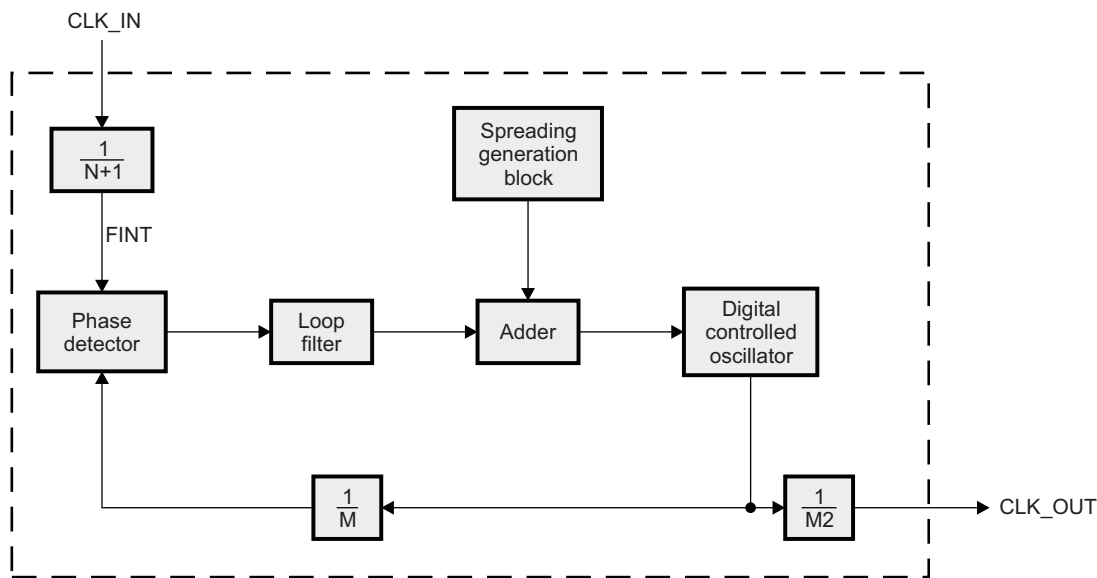 CLK_IN
1
N+1
FINT
Spreading
generation
block
Phase
detector
Loop
filter
Adder
Digital
controlled
oscillator
1
M
1
M2
CLK_OUT